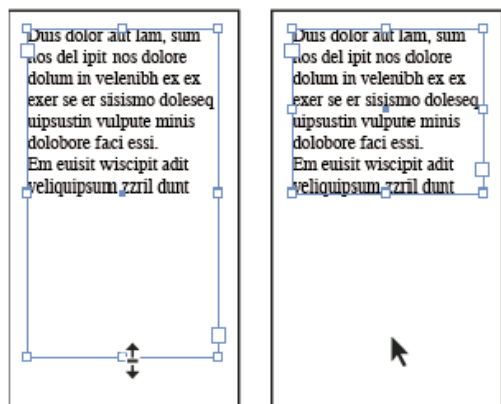 Duis dolor aut lam, sum
nos del ipit nos dolore
dolum in velenibh ex ex
exer se er sisismo doleseq
uipsustin vulpute minis
dolobore faci essi.
Em euisit wiscipit adit
veliquipsum zzril dunt
Duis dolor aut lam, sum
nos del ipit nos dolore
dolum in velenibh ex ex
exer se er sisismo doleseq
uipsustin vulpute minis
dolobore faci essi.
Em euisit wiscipit adit
veliquipsum zzril dunt